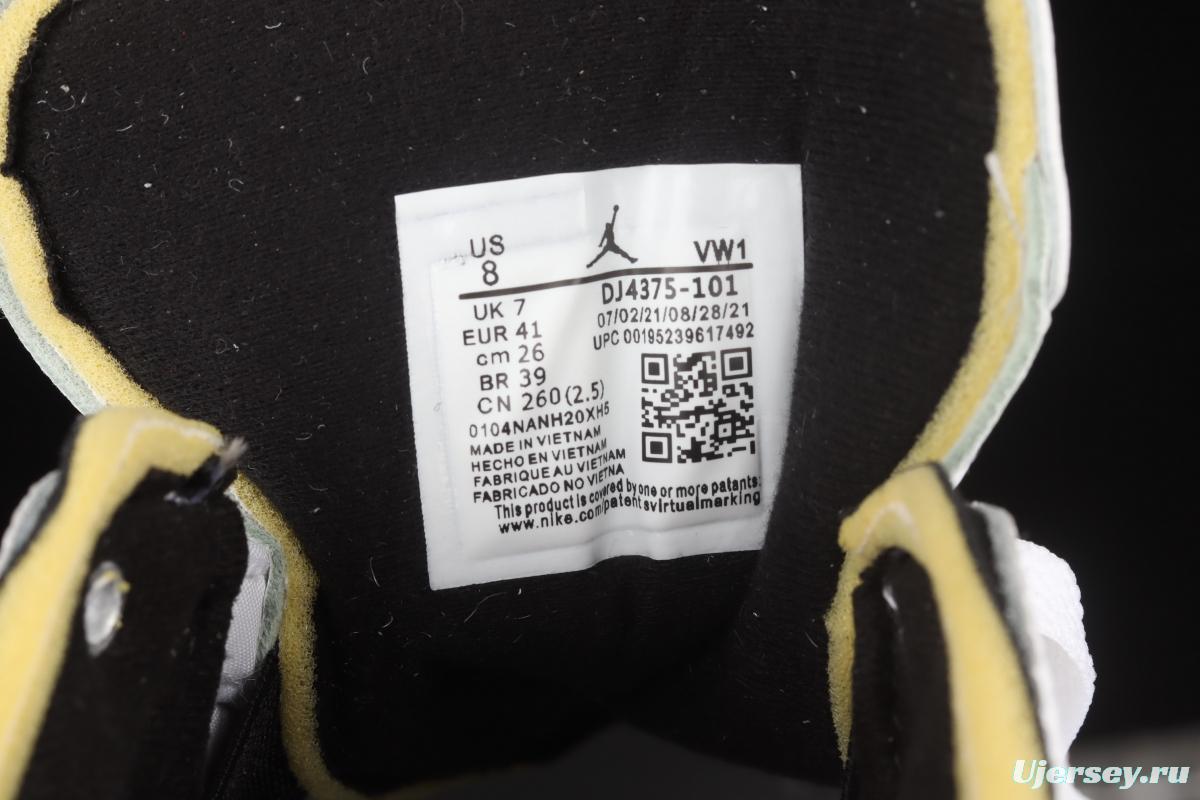 US
8
VW1
UK 7
EUR 41
cm 26
BR 39
CN 260(2.5)
DJ4375-101
07/02/21/08/28/21
UPC 00195239617492
0104NANH20XH5
MADE IN VIETNAM
HECHO EN VIETNAM
FABRIQUE AU VIETNAM
FABRICADO NO VIETNA
This product is covered by one or more patents:
www.nike.com/patentsvirtualmarking
Ujersey.ru